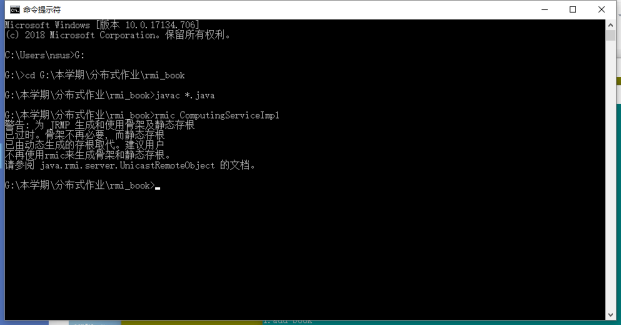 命令提示符
Microsoft Windows [版本 10.0.17134.706]
(c) 2018 Microsoft Corporation。保留所有权利。
C:\Users\nsus>G:
G:\>cd G:\本学期\分布式作业\rmi_book
G:\本学期\分布式作业\rmi_book>javac *.java
G:\本学期\分布式作业\rmi_book>rmic ComputingServiceImpl
警告: 为 JRMP 生成和使用骨架及静态存根
已过时。骨架不再必要, 而静态存根
已由动态生成的存根取代。建议用户
不再使用rmic来生成骨架和静态存根。
请参阅 java.rmi.server.UnicastRemoteObject 的文档。
G:\本学期\分布式作业\rmi_book>